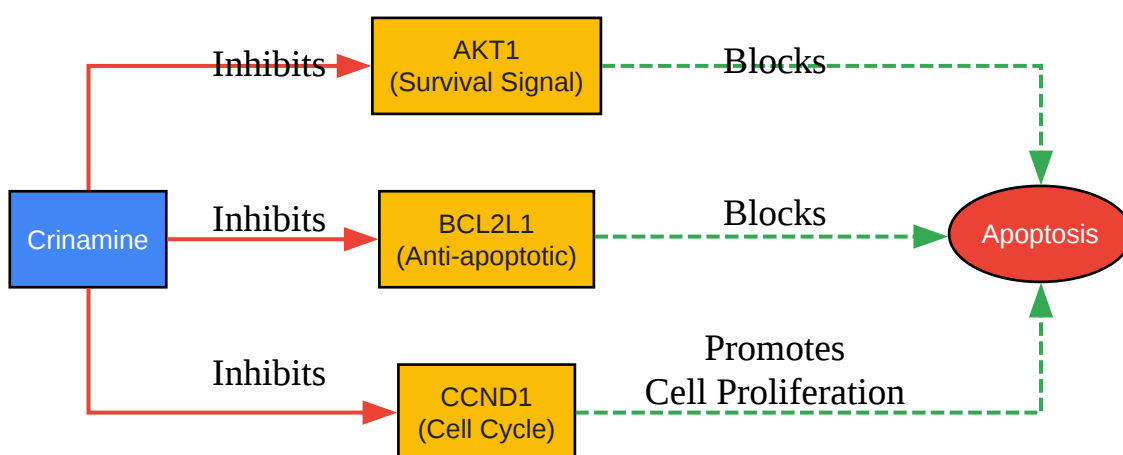 Inhibits
AKT1
(Survival Signal)
Blocks
Crinamine
Inhibits
BCL2L1
(Anti-apoptotic)
Blocks
Apoptosis
Inhibits
CCND1
(Cell Cycle)
Promotes
Cell Proliferation